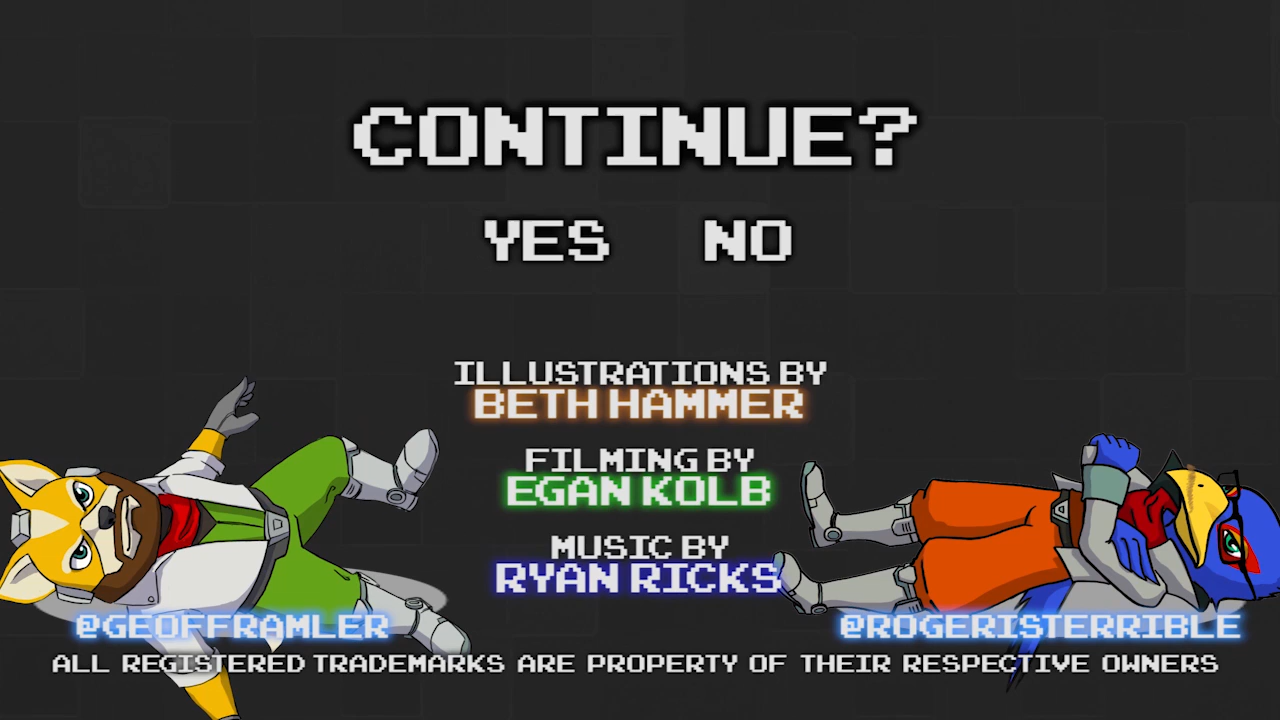 CONTINUE?
YES NO
ILLUSTRATIONS BY
BETH HAMMER
FILMING BY
EGAN KOLB
MUSIC BY
RYAN RICKS
@GEOFFRAMLER
@ROGERISTERRIBLE
ALL REGISTERED TRADEMARKS ARE PROPERTY OF THEIR RESPECTIVE OWNERS